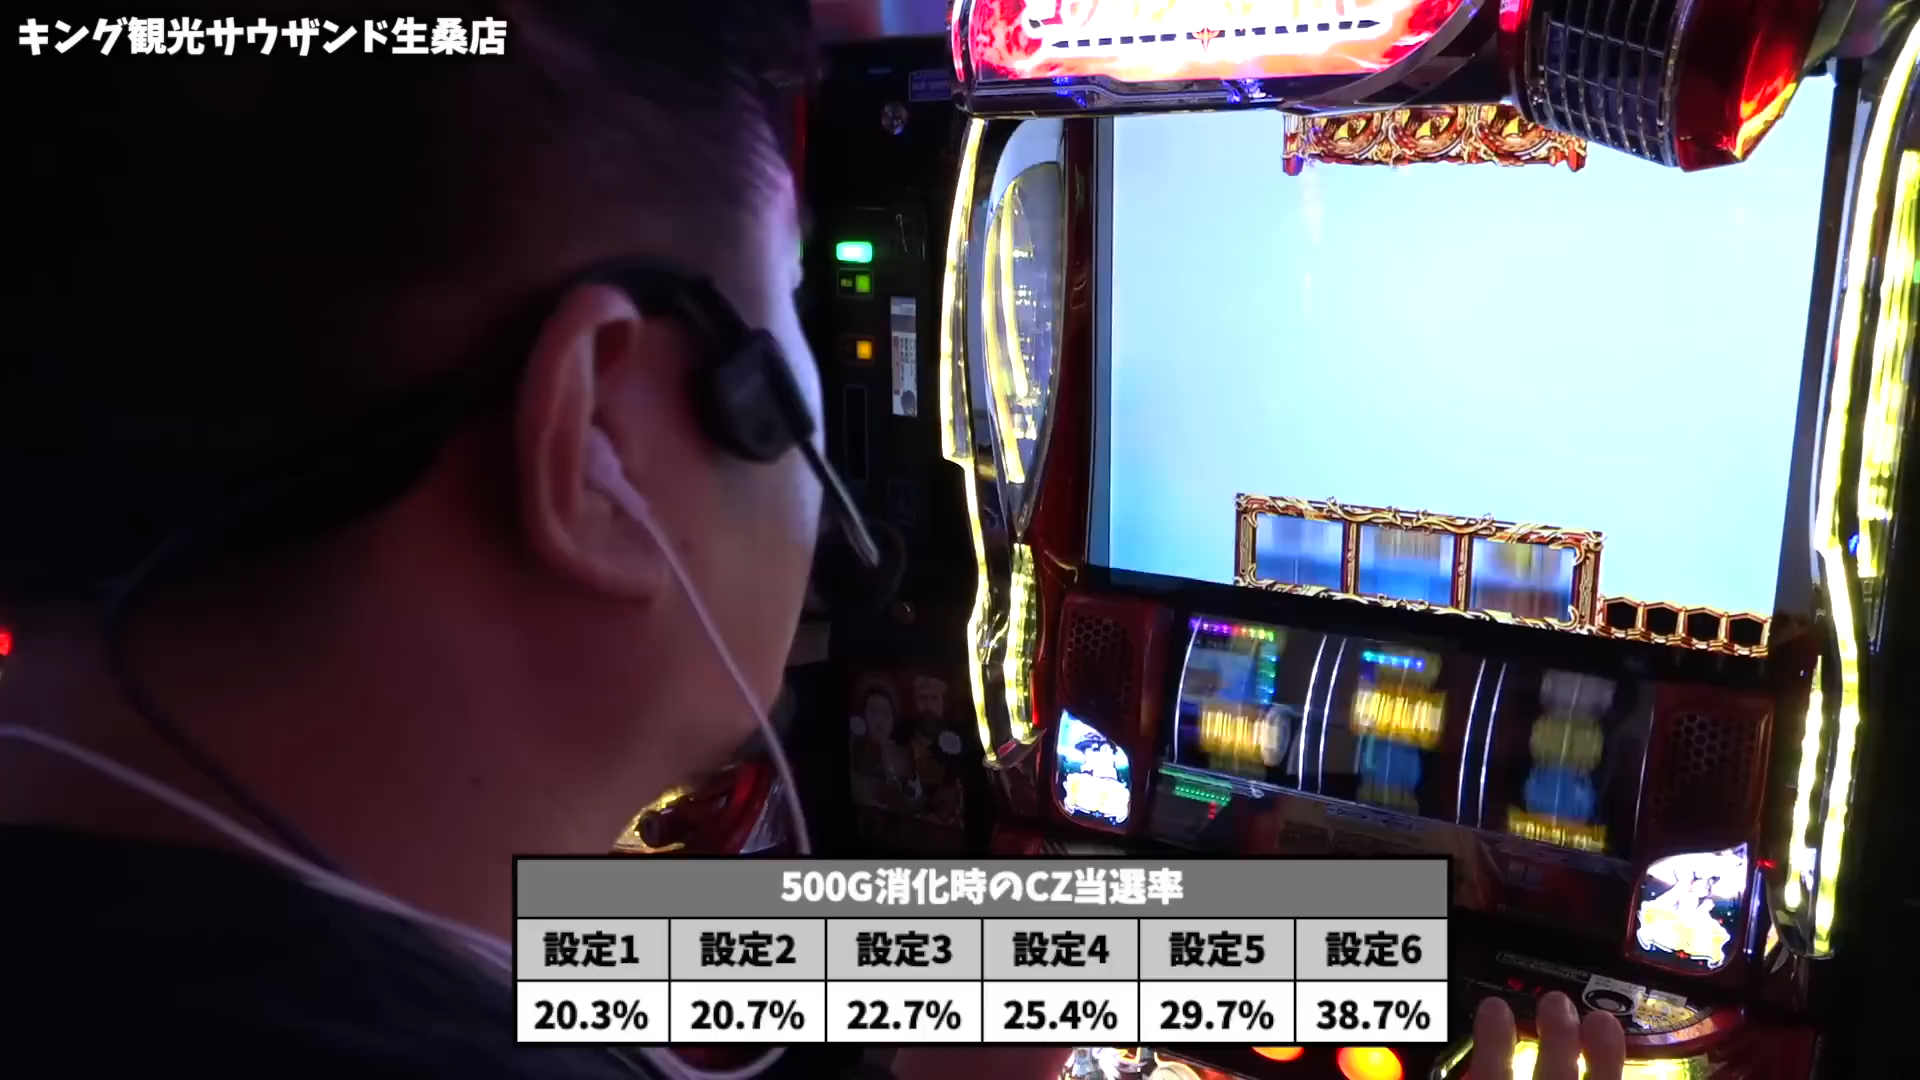 キング観光サウザンド生桑店
500G消化時のCZ当選率
設定1 設定2 設定3 設定4 設定5 設定6
20.3% 20.7% 22.7% 25.4% 29.7% 38.7%